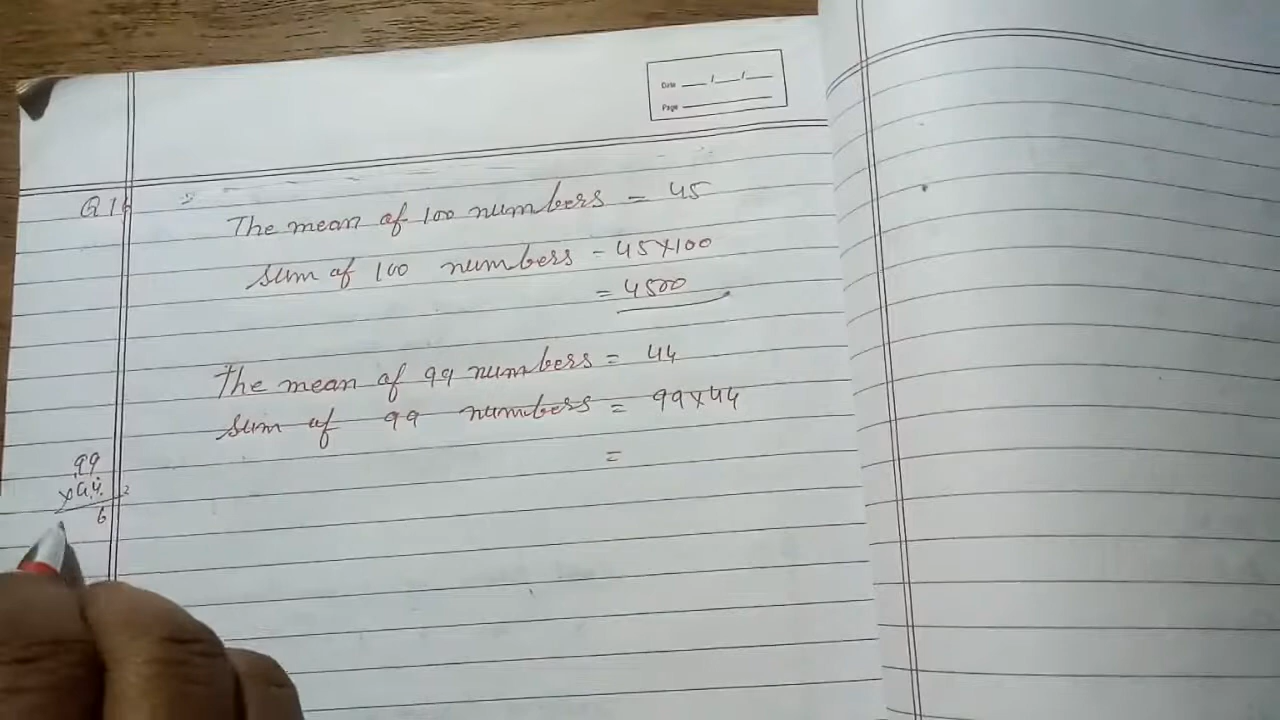 Date __/__/__
Page
Q 1
The mean of 100 numbers = 45
sum of 100 numbers = 45×100
= 4500
The mean of 99 numbers = 44
sum of 99 numbers = 99×44
=
99
×44
6